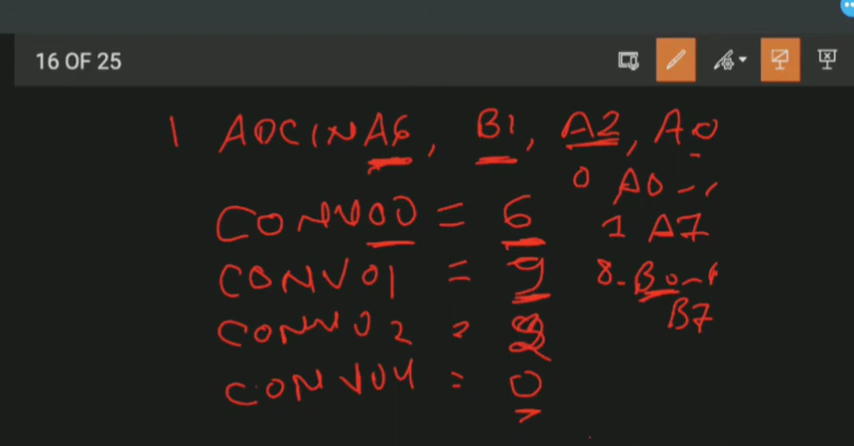 16 OF 25
1 ADCINA6, B1, A2, A0
0 A0 --
CONV00 = 6
1 A7
CONV01 = 9
8- B0 -
B7
CONV02 = 2
CONV04 = 0